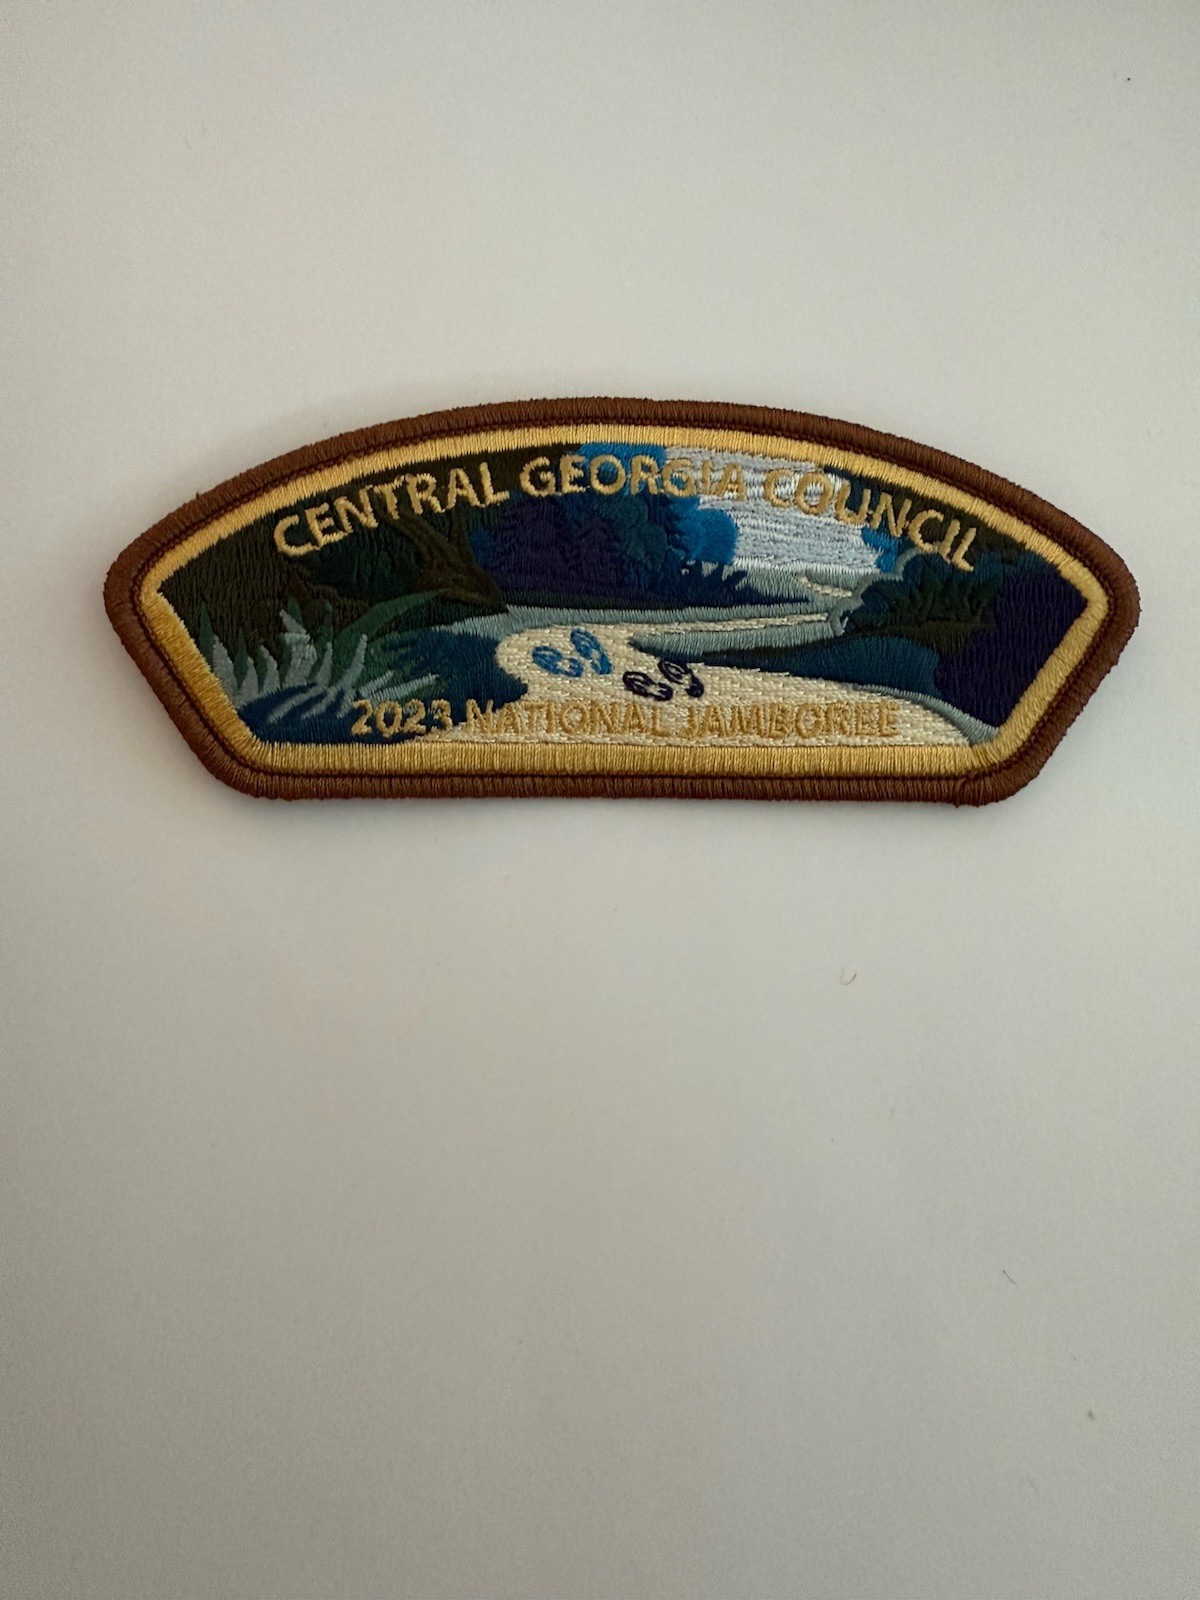 CENTRAL GEORGIA COUNCIL
2023 NATIONAL JAMBOREE